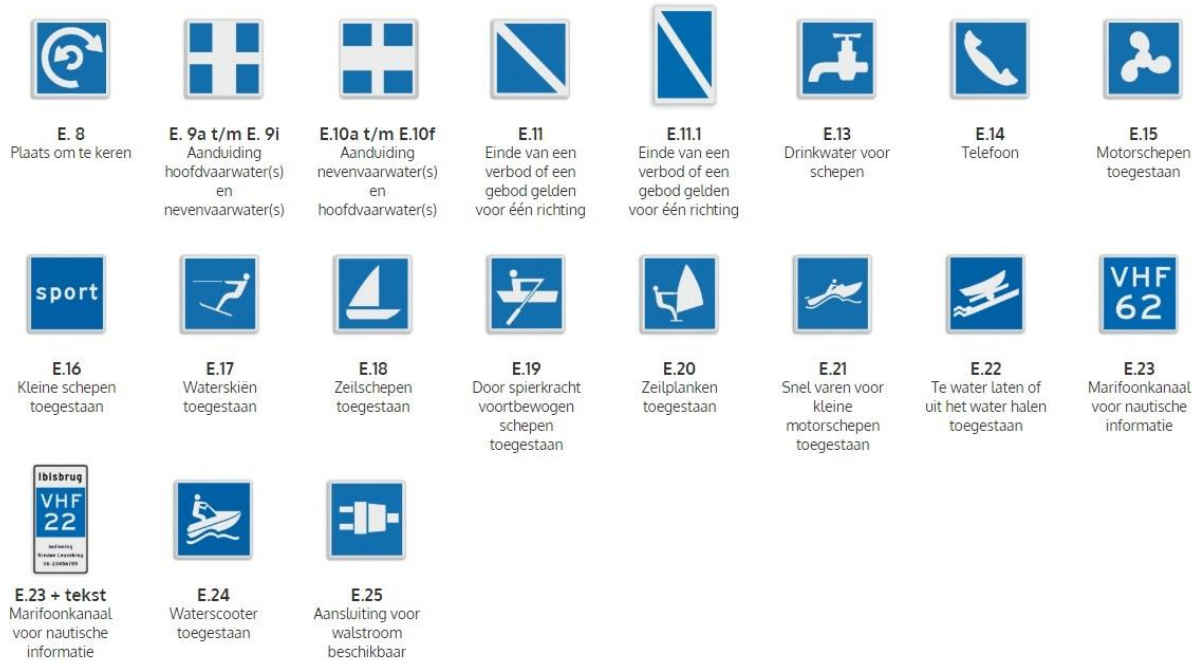 E. 8
Plaats om te keren
E. 9a t/m E. 9i
Aanduiding
hoofdvaarwater(s)
en
nevenvaarwater(s)
E.10a t/m E.10f
Aanduiding
nevenvaarwater(s)
en
hoofdvaarwater(s)
E.11
Einde van een
verbod of een
gebod gelden
voor één richting
E.11.1
Einde van een
verbod of een
gebod gelden
voor één richting
E.13
Drinkwater voor
schepen
E.14
Telefoon
E.15
Motorschepen
toegestaan
sport
E.16
Kleine schepen
toegestaan
E.17
Waterskiën
toegestaan
E.18
Zeilschepen
toegestaan
E.19
Door spierkracht
voortbewogen
schepen
toegestaan
E.20
Zeilplanken
toegestaan
E.21
Snel varen voor
kleine
motorschepen
toegestaan
E.22
Te water laten of
uit het water halen
toegestaan
VHF
62
E.23
Marifoonkanaal
voor nautische
informatie
Ibisbrug
VHF
22
bediening
Nieuwe Leuvebrug
E.23 + tekst
Marifoonkanaal
voor nautische
informatie
E.24
Waterscooter
toegestaan
E.25
Aansluiting voor
walstroom
beschikbaar